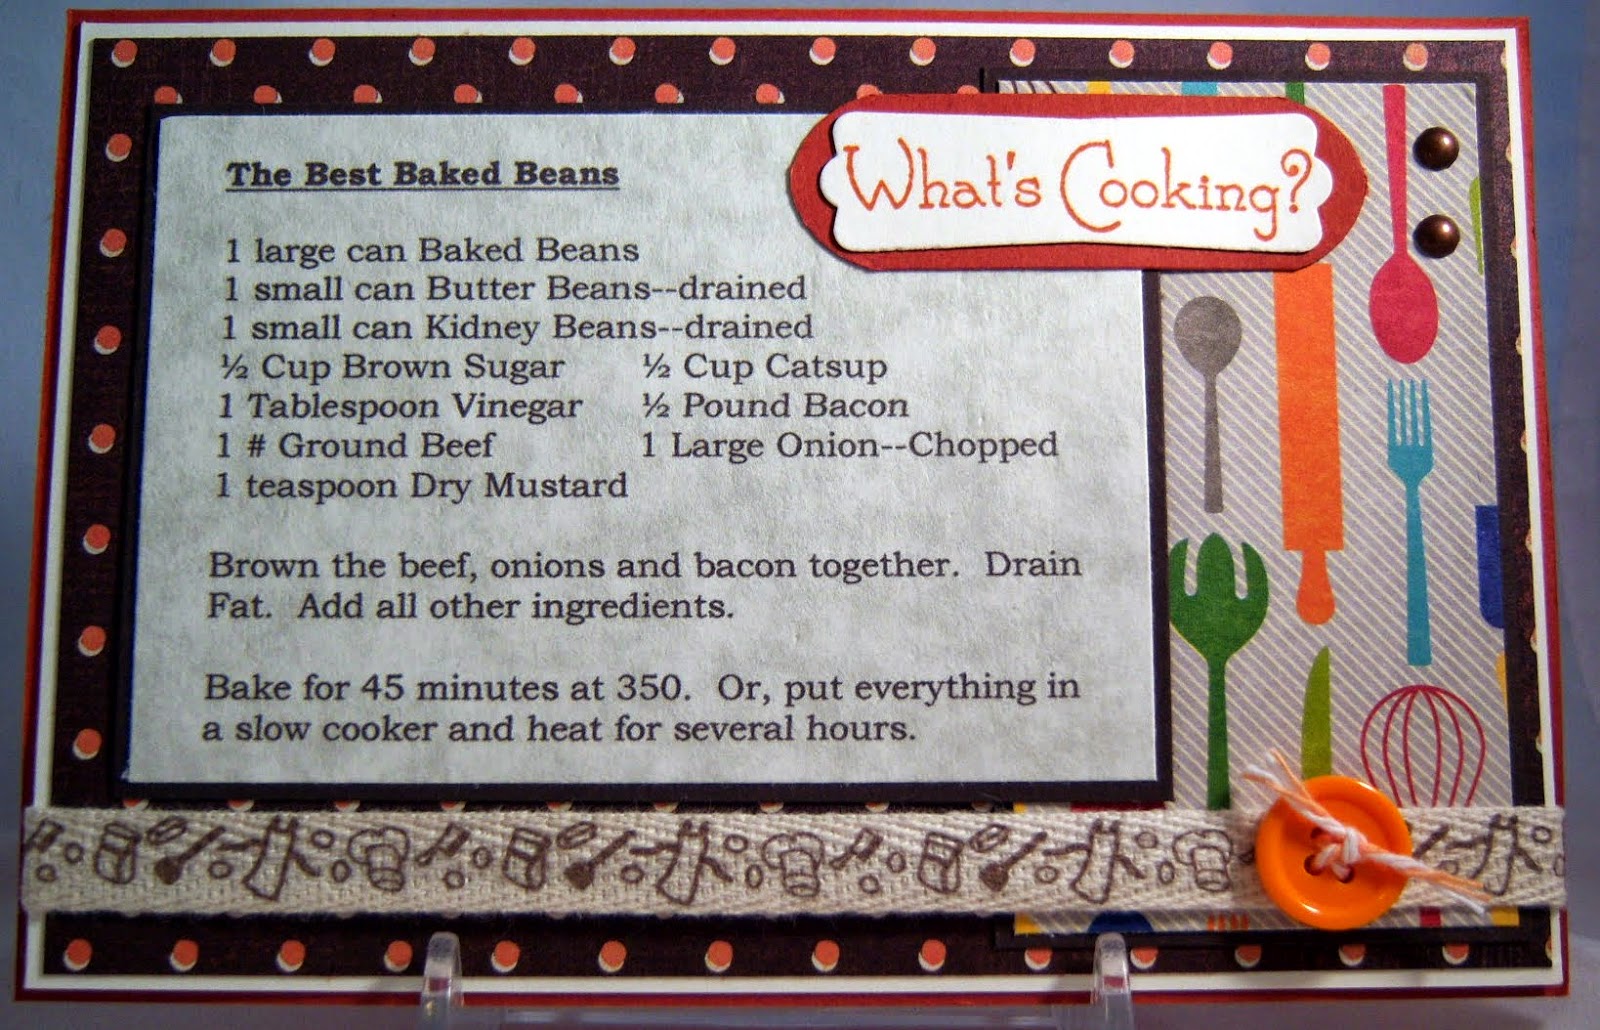 What's Cooking?
The Best Baked Beans
1 large can Baked Beans
1 small can Butter Beans--drained
1 small can Kidney Beans--drained
½ Cup Brown Sugar ½ Cup Catsup
1 Tablespoon Vinegar ½ Pound Bacon
1 # Ground Beef 1 Large Onion--Chopped
1 teaspoon Dry Mustard
Brown the beef, onions and bacon together. Drain
Fat. Add all other ingredients.
Bake for 45 minutes at 350. Or, put everything in
a slow cooker and heat for several hours.